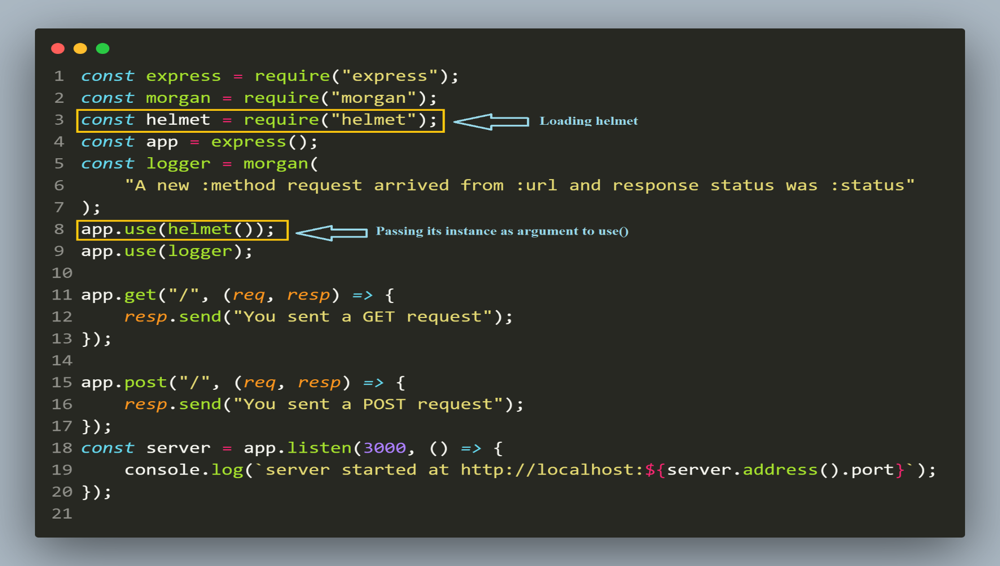 1 const express = require("express");
2 const morgan = require("morgan");
3 const helmet = require("helmet"); Loading helmet
4 const app = express();
5 const logger = morgan(
6     "A new :method request arrived from :url and response status was :status"
7 );
8 app.use(helmet()); Passing its instance as argument to use()
9 app.use(logger);
10
11 app.get("/", (req, resp) => {
12     resp.send("You sent a GET request");
13 });
14
15 app.post("/", (req, resp) => {
16     resp.send("You sent a POST request");
17 });
18 const server = app.listen(3000, () => {
19     console.log(`server started at http://localhost:${server.address().port}`);
20 });
21